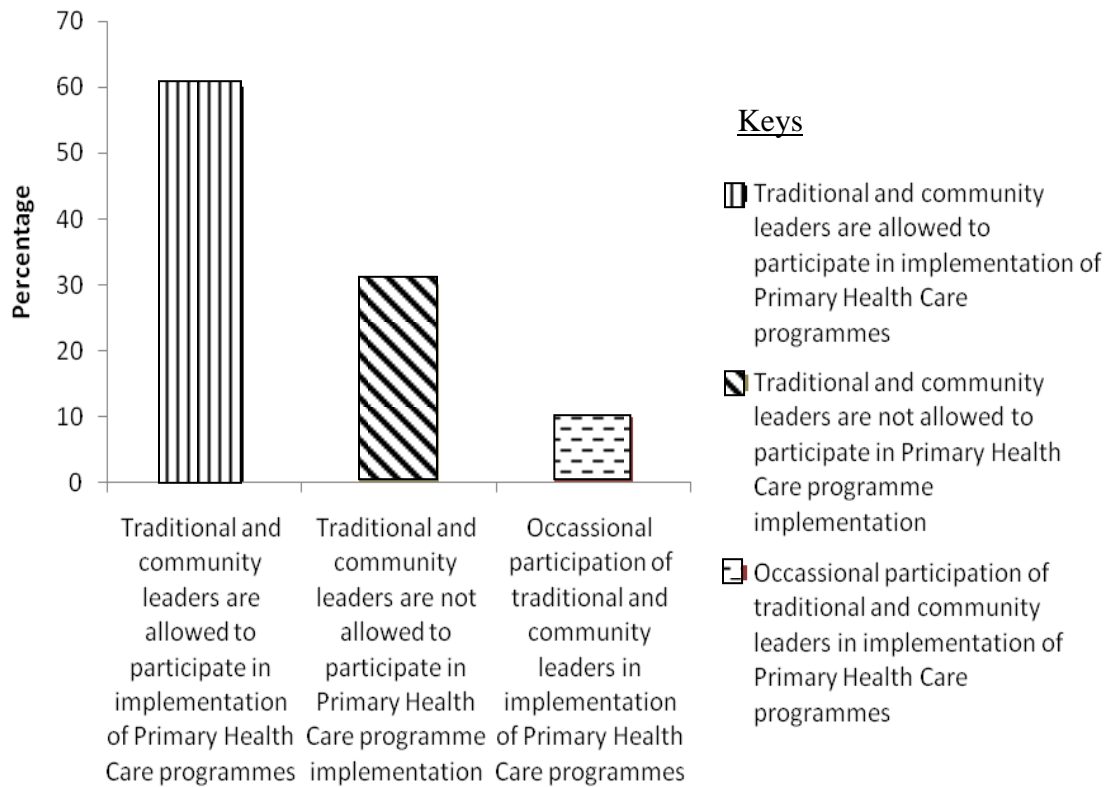 70
60
50
40
30
20
10
0
Percentage
Traditional and
community
leaders are
allowed to
participate in
implementation
of Primary Health
Care programmes
Traditional and
community
leaders are not
allowed to
participate in
Primary Health
Care programme
implementation
Occassional
participation of
traditional and
community
leaders in
implementation
of Primary Health
Care programmes
Keys
Traditional and community
leaders are allowed to
participate in implementation of
Primary Health Care
programmes
Traditional and community
leaders are not allowed to
participate in Primary Health
Care programme
implementation
Occassional participation of
traditional and community
leaders in implementation of
Primary Health Care
programmes